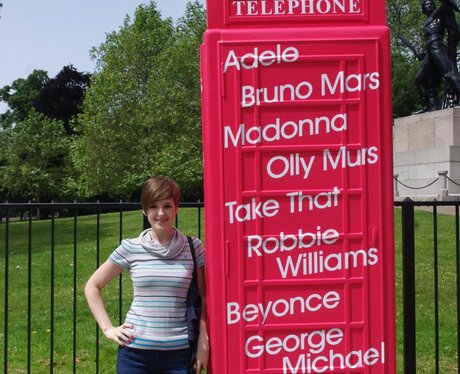 TELEPHONE
Adele
Bruno Mars
Madonna
Olly Murs
Take That
Robbie
Williams
Beyonce
George
Michael